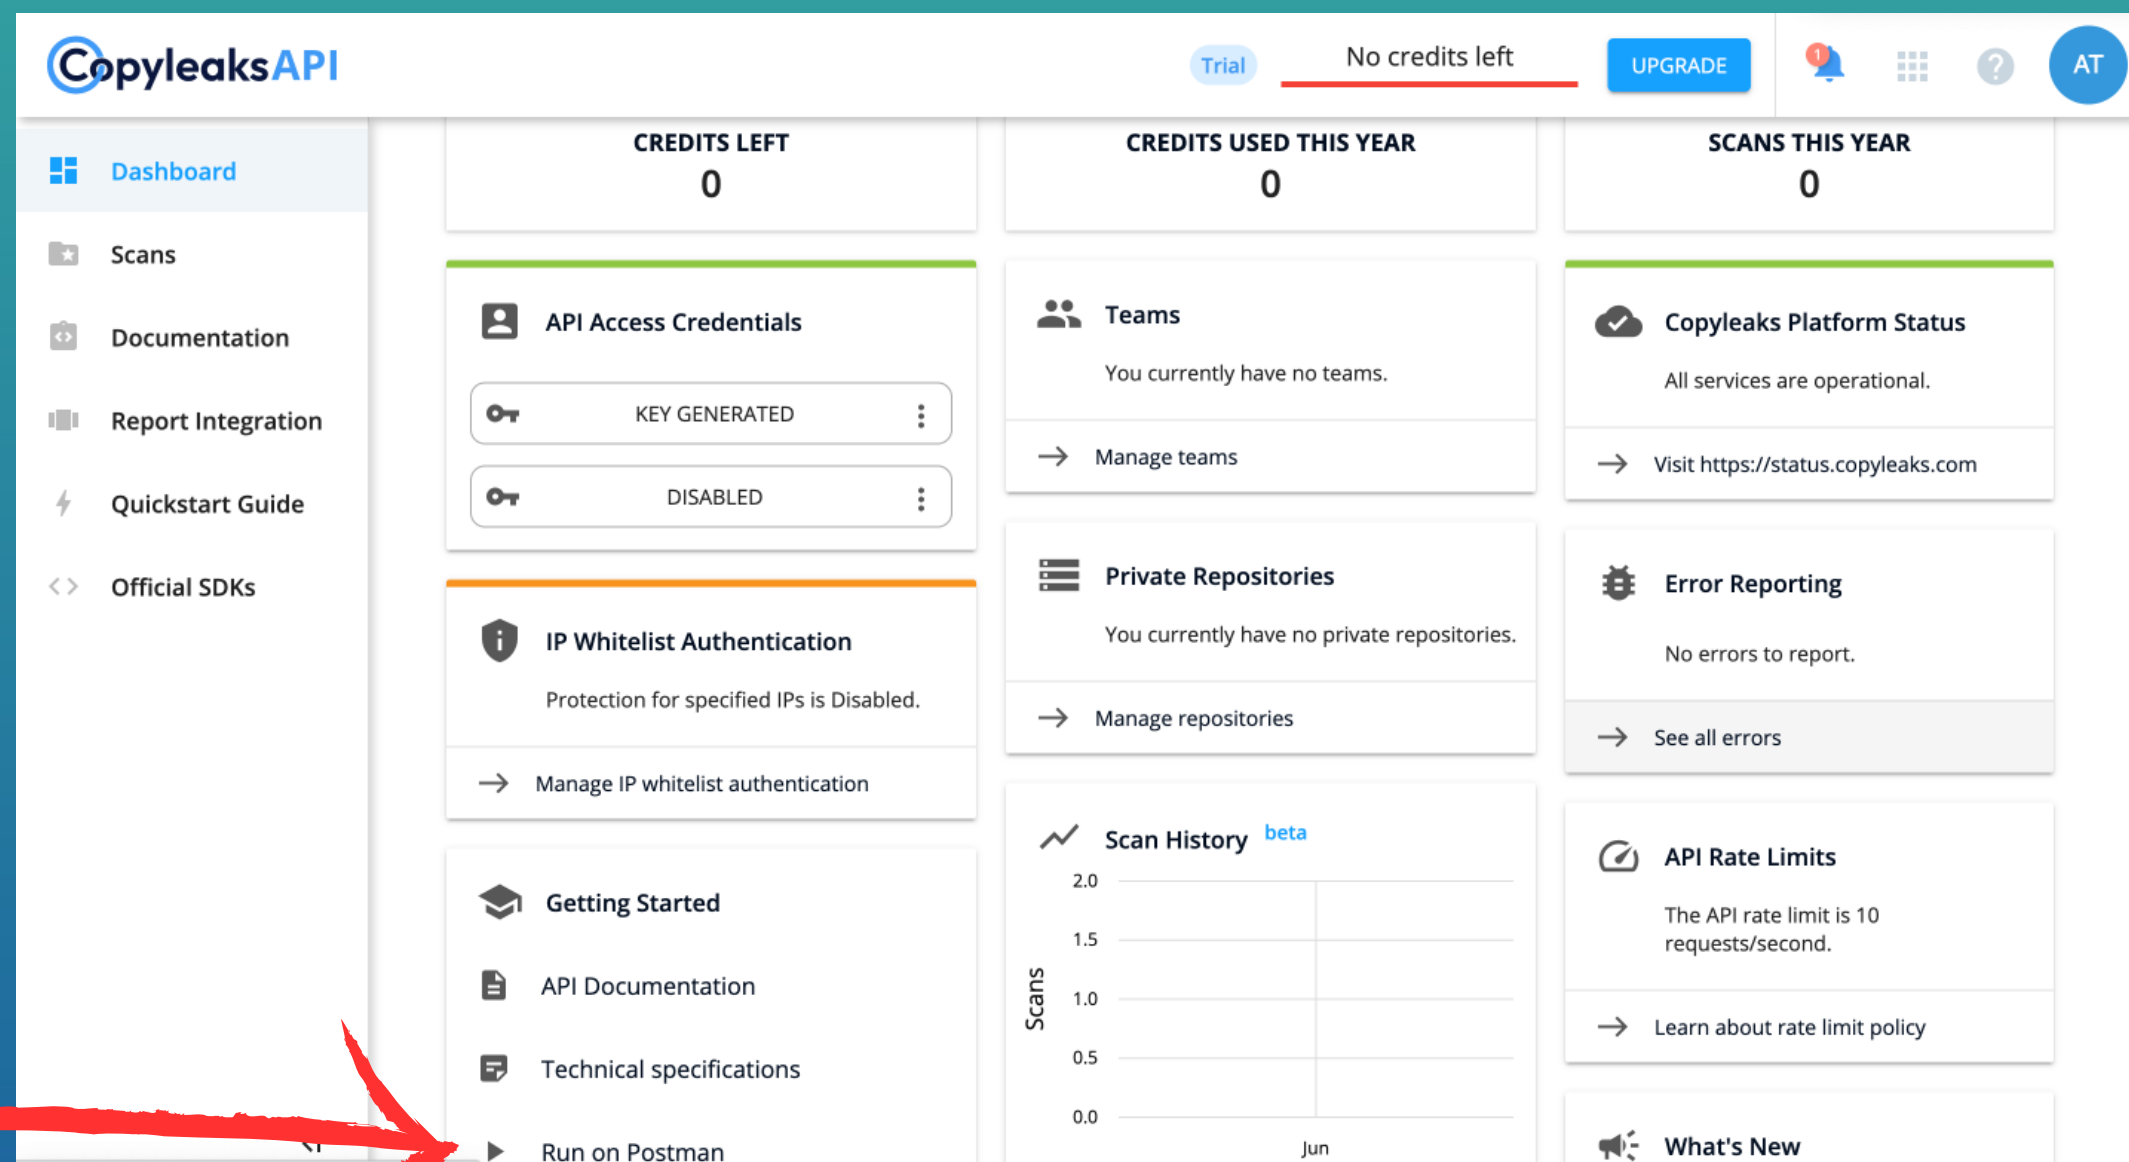 Copyleaks API
Trial
No credits left
UPGRADE
1
?
AT
Dashboard
Scans
Documentation
Report Integration
Quickstart Guide
Official SDKs
CREDITS LEFT
0
CREDITS USED THIS YEAR
0
SCANS THIS YEAR
0
API Access Credentials
KEY GENERATED
DISABLED
IP Whitelist Authentication
Protection for specified IPs is Disabled.
Manage IP whitelist authentication
Getting Started
API Documentation
Technical specifications
Run on Postman
Teams
You currently have no teams.
Manage teams
Private Repositories
You currently have no private repositories.
Manage repositories
Scan History beta
2.0
1.5
1.0
0.5
0.0
Scans
Jun
Copyleaks Platform Status
All services are operational.
Visit https://status.copyleaks.com
Error Reporting
No errors to report.
See all errors
API Rate Limits
The API rate limit is 10
requests/second.
Learn about rate limit policy
What's New